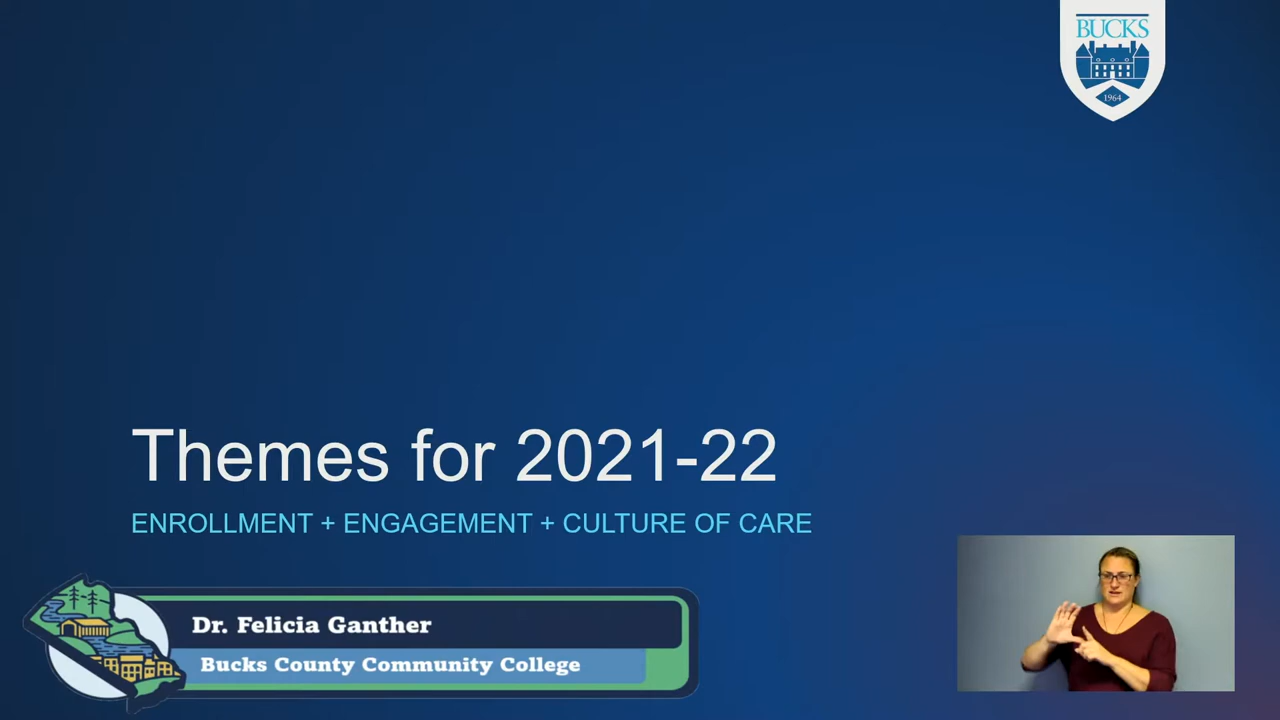 BUCKS
1964
Themes for 2021-22
ENROLLMENT + ENGAGEMENT + CULTURE OF CARE
Dr. Felicia Ganther
Bucks County Community College